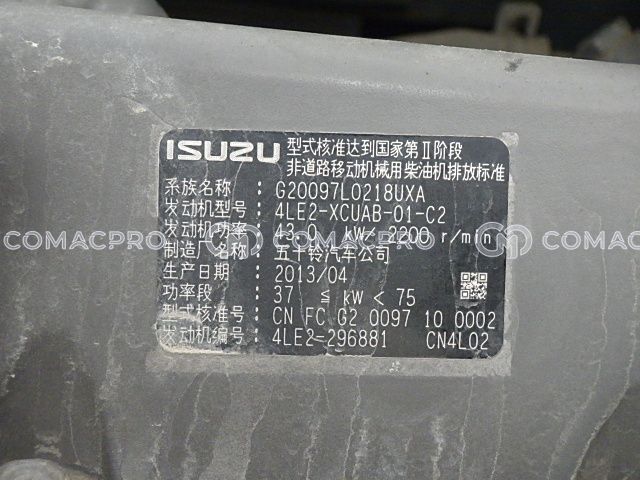 ISUZU 型式核准达到国家第Ⅱ阶段
非道路移动机械用柴油机排放标准
系族名称： G20097L0218UXA
发动机型号： 4LE2-XCUAB-01-C2
发动机功率： 43.0 kW/ 2200 r/min
制造厂名称： 五十铃汽车公司
生产日期： 2013/04
功率段： 37 ≦ kW < 75
型式核准号： CN FC G2 0097 10 0002
发动机编号： 4LE2-296881 CN4L02
COMACPRO COMACPRO COMACPRO